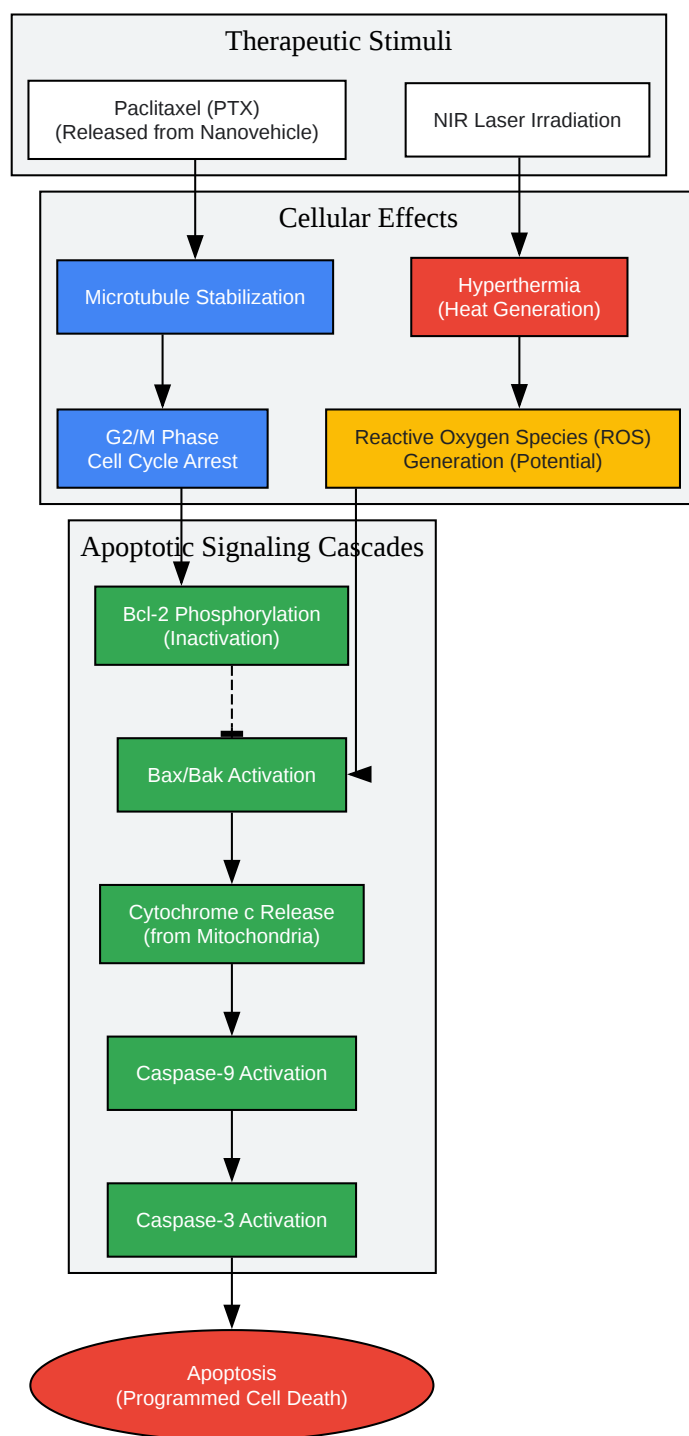 Therapeutic Stimuli
Paclitaxel (PTX)
(Released from Nanovehicle)
NIR Laser Irradiation
Cellular Effects
Microtubule Stabilization
Hyperthermia
(Heat Generation)
G2/M Phase
Cell Cycle Arrest
Reactive Oxygen Species (ROS)
Generation (Potential)
Apoptotic Signaling Cascades
Bcl-2 Phosphorylation
(Inactivation)
Bax/Bak Activation
Cytochrome c Release
(from Mitochondria)
Caspase-9 Activation
Caspase-3 Activation
Apoptosis
(Programmed Cell Death)